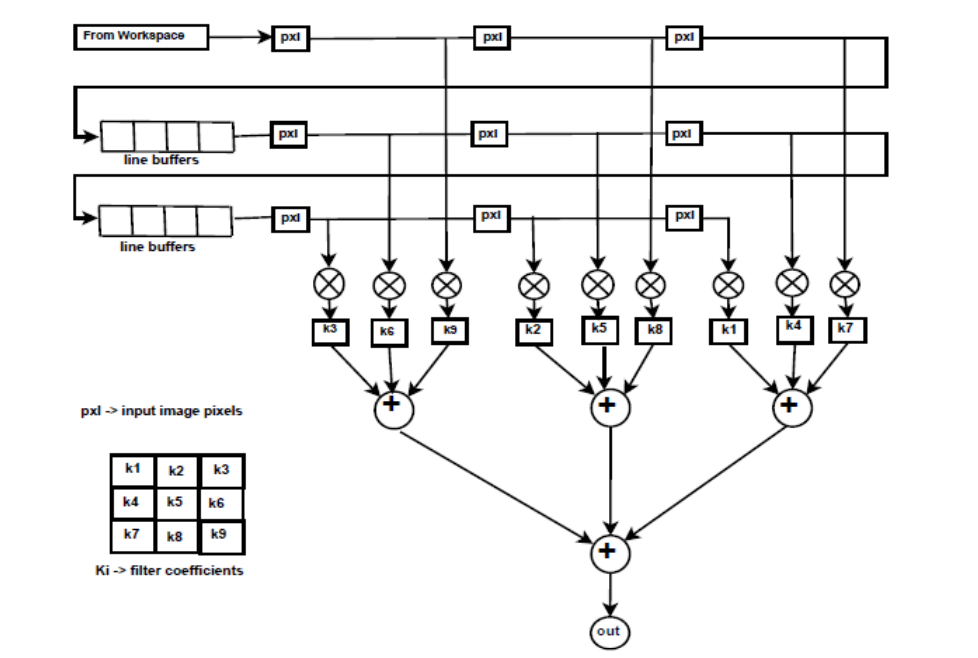 From Workspace
pxl
pxl
pxl
pxl
pxl
pxl
line buffers
pxl
pxl
pxl
line buffers
k3
k6
k9
k2
k5
k8
k1
k4
k7
+
+
+
pxl -> input image pixels
k1 k2 k3
k4 k5 k6
k7 k8 k9
Ki -> filter coefficients
+
out